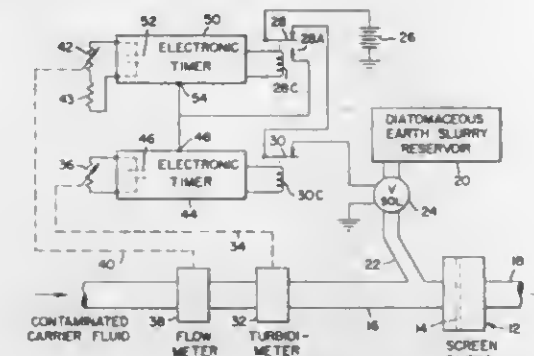 50
28
42
52
28A
ELECTRONIC
TIMER
26
43
54
28C
DIATOMACEOUS
EARTH SLURRY
RESERVOIR
48
30
36
46
ELECTRONIC
TIMER
20
V
SOL
24
30C
44
34
40
22
18
38
32
16
14
12
CONTAMINATED
CARRIER FLUID
FLOW
METER
TURBIDI-
METER
SCREEN